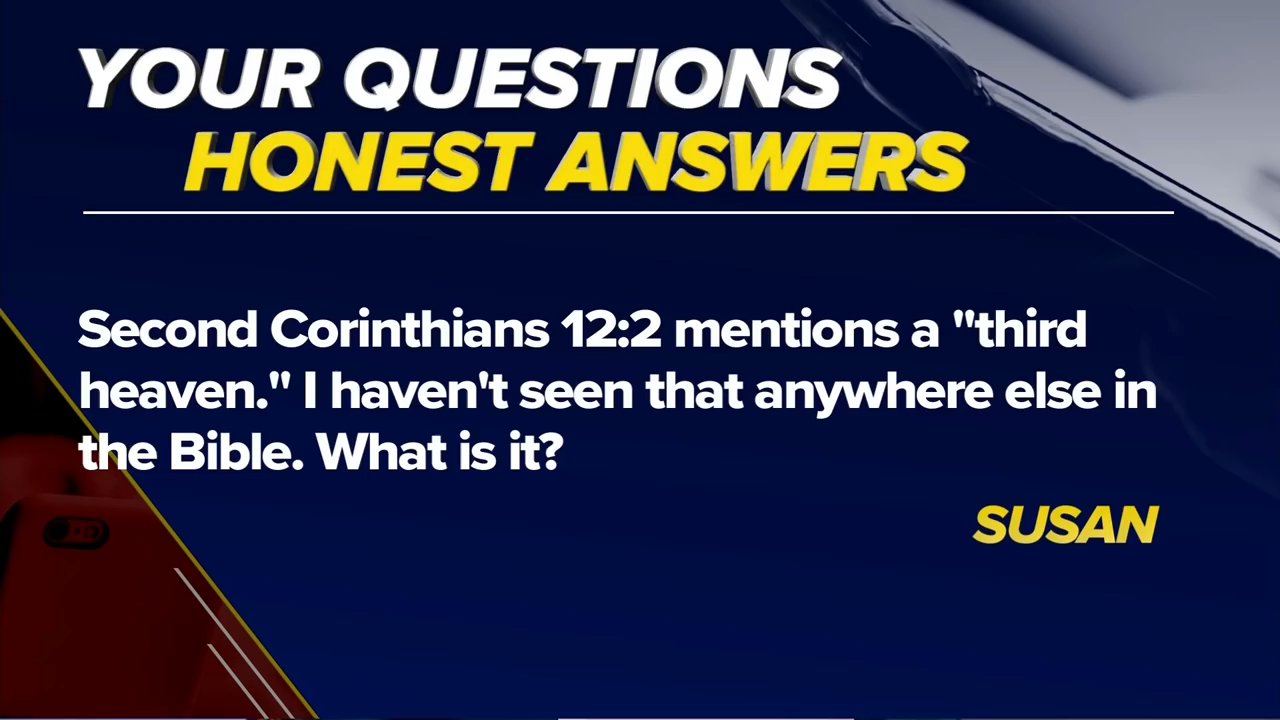 YOUR QUESTIONS
HONEST ANSWERS
Second Corinthians 12:2 mentions a "third
heaven." I haven't seen that anywhere else in
the Bible. What is it?
SUSAN